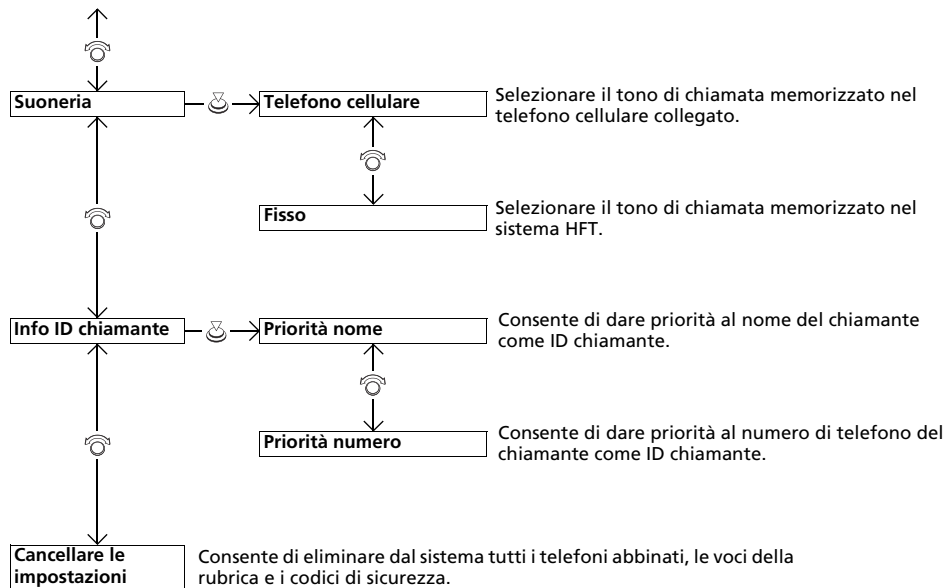 Suoneria
Telefono cellulare
Selezionare il tono di chiamata memorizzato nel
telefono cellulare collegato.
Fisso
Selezionare il tono di chiamata memorizzato nel
sistema HFT.
Info ID chiamante
Priorità nome
Consente di dare priorità al nome del chiamante
come ID chiamante.
Priorità numero
Consente di dare priorità al numero di telefono del
chiamante come ID chiamante.
Cancellare le
impostazioni
Consente di eliminare dal sistema tutti i telefoni abbinati, le voci della
rubrica e i codici di sicurezza.